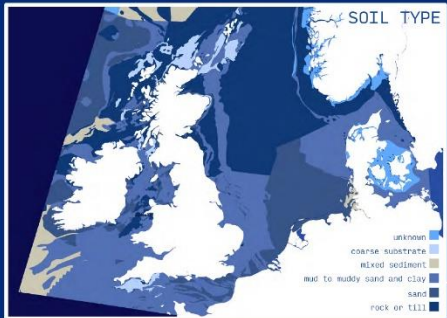 SOIL TYPE
unknown
coarse substrate
mixed sediment
mud to muddy sand and clay
sand
rock or till